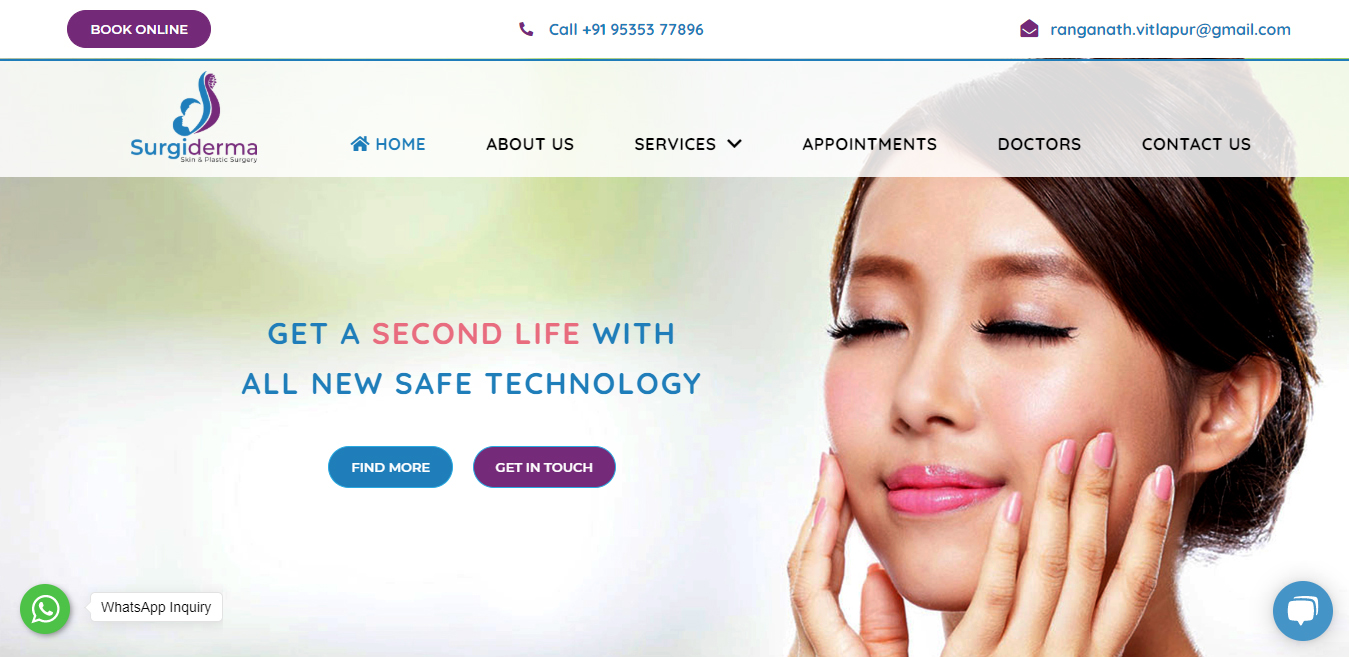 BOOK ONLINE
Call +91 95353 77896
ranganath.vitlapur@gmail.com
Surgiderma
Skin & Plastic Surgery
HOME
ABOUT US
SERVICES
APPOINTMENTS
DOCTORS
CONTACT US
GET A SECOND LIFE WITH
ALL NEW SAFE TECHNOLOGY
FIND MORE
GET IN TOUCH
WhatsApp Inquiry